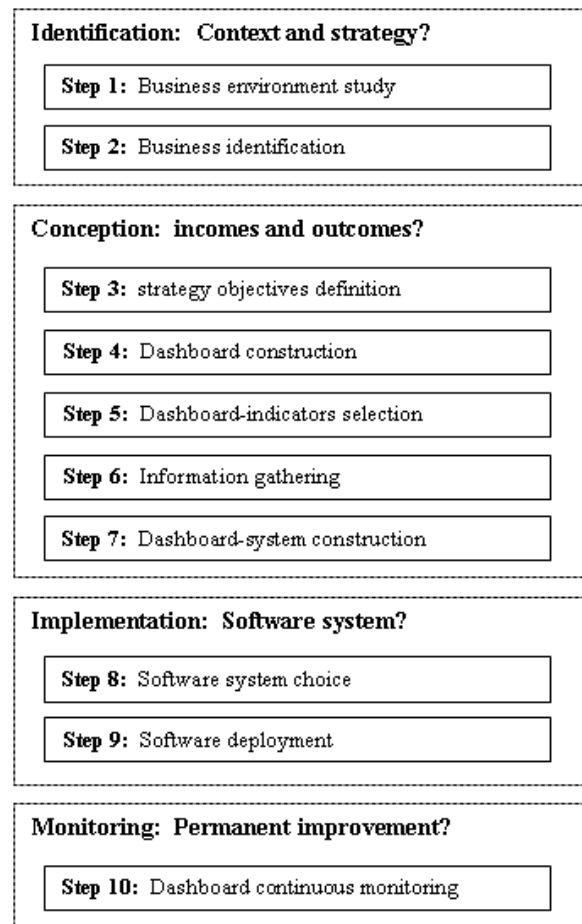 Identification: Context and strategy?
Step 1: Business environment study
Step 2: Business identification
Conception: incomes and outcomes?
Step 3: strategy objectives definition
Step 4: Dashboard construction
Step 5: Dashboard-indicators selection
Step 6: Information gathering
Step 7: Dashboard-system construction
Implementation: Software system?
Step 8: Software system choice
Step 9: Software deployment
Monitoring: Permanent improvement?
Step 10: Dashboard continuous monitoring